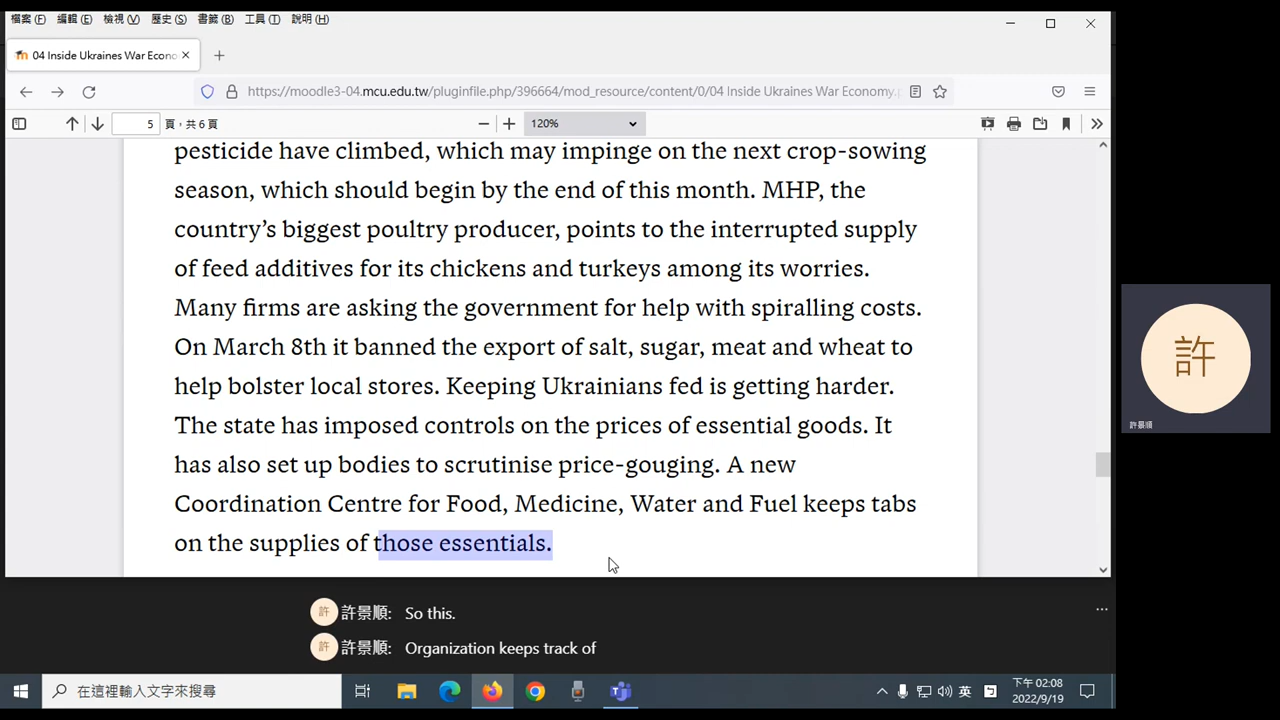 檔案(F) 編輯(E) 檢視(V) 歷史(S) 書籤(B) 工具(T) 說明(H)
04 Inside Ukraines War Econo
https://moodle3-04.mcu.edu.tw/pluginfile.php/396664/mod_resource/content/0/04 Inside Ukraines War Economy.p
5 頁，共 6 頁 120%
pesticide have climbed, which may impinge on the next crop-sowing
season, which should begin by the end of this month. MHP, the
country’s biggest poultry producer, points to the interrupted supply
of feed additives for its chickens and turkeys among its worries.
Many firms are asking the government for help with spiralling costs.
On March 8th it banned the export of salt, sugar, meat and wheat to
help bolster local stores. Keeping Ukrainians fed is getting harder.
The state has imposed controls on the prices of essential goods. It
has also set up bodies to scrutinise price-gouging. A new
Coordination Centre for Food, Medicine, Water and Fuel keeps tabs
on the supplies of those essentials.
許
許景順
許 許景順: So this.
許 許景順: Organization keeps track of
在這裡輸入文字來搜尋
英
下午 02:08
2022/9/19